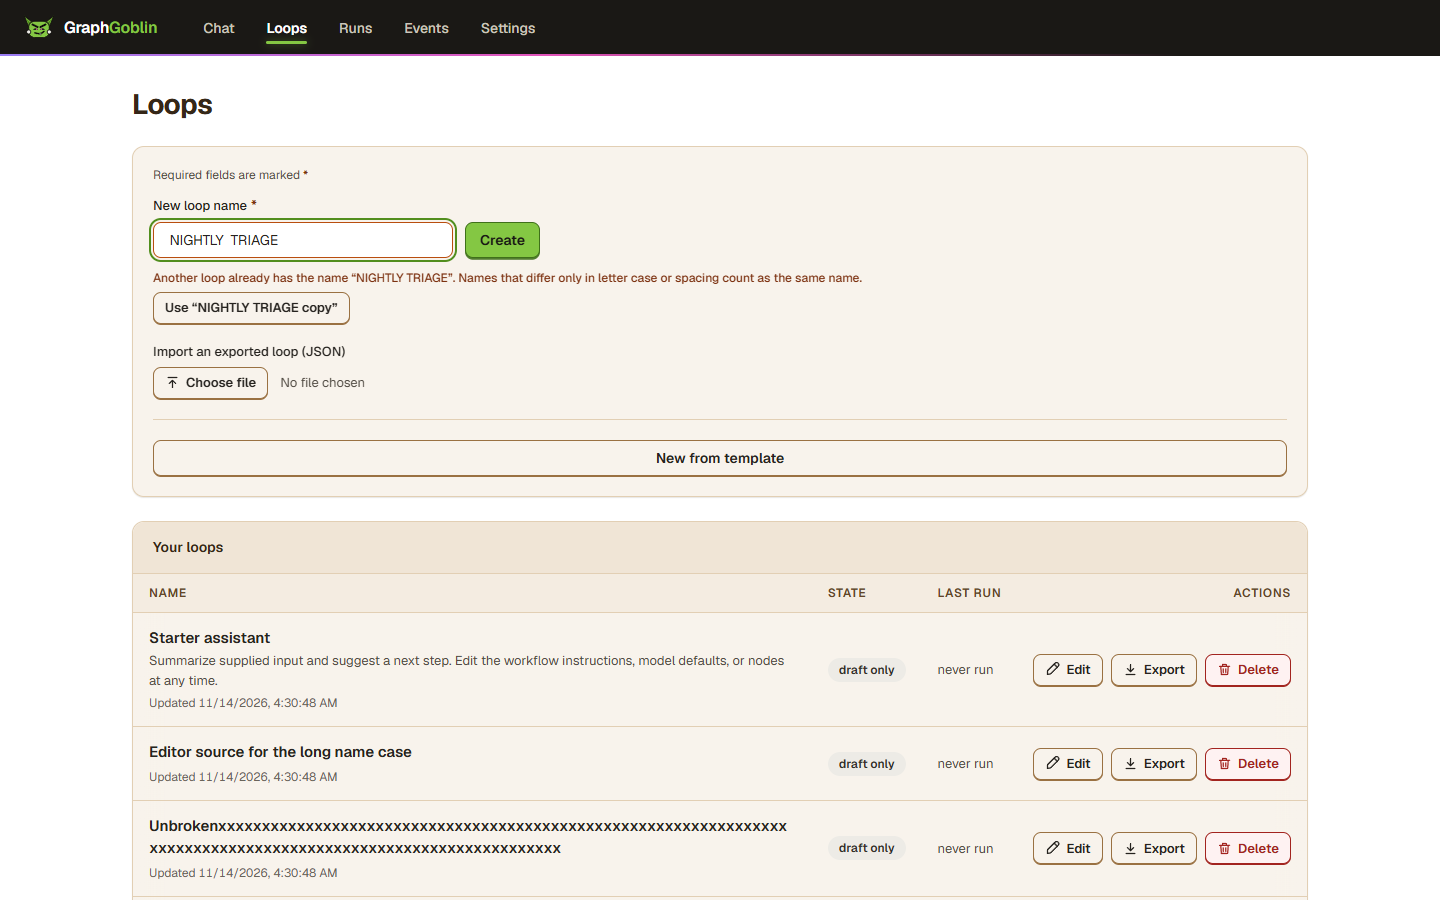 GraphGoblin Chat Loops Runs Events Settings
Loops
Required fields are marked *
New loop name *
NIGHTLY  TRIAGE Create
Another loop already has the name “NIGHTLY TRIAGE”. Names that differ only in letter case or spacing count as the same name.
Use “NIGHTLY TRIAGE copy”
Import an exported loop (JSON)
Choose file No file chosen
New from template
Your loops
NAME STATE LAST RUN ACTIONS
Starter assistant
Summarize supplied input and suggest a next step. Edit the workflow instructions, model defaults, or nodes
at any time.
Updated 11/14/2026, 4:30:48 AM
draft only never run Edit Export Delete
Editor source for the long name case
Updated 11/14/2026, 4:30:48 AM
draft only never run Edit Export Delete
Unbrokenxxxxxxxxxxxxxxxxxxxxxxxxxxxxxxxxxxxxxxxxxxxxxxxxxxxxxxxxxxxxxxxxx
xxxxxxxxxxxxxxxxxxxxxxxxxxxxxxxxxxxxxxxxxxxxxxx
Updated 11/14/2026, 4:30:48 AM
draft only never run Edit Export Delete